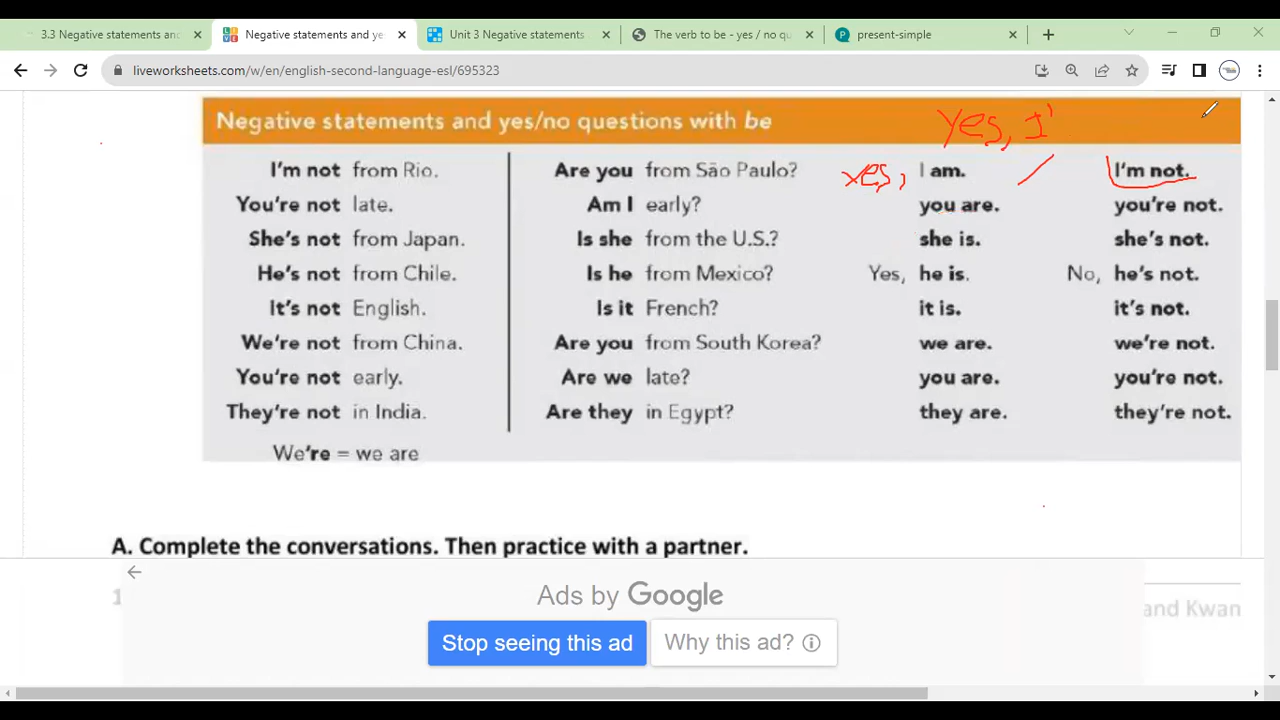 3.3 Negative statements an
Negative statements and ye
Unit 3 Negative statements
The verb to be - yes / no qu
present-simple
liveworksheets.com/w/en/english-second-language-esl/695323
Negative statements and yes/no questions with be
Yes, I'
I'm not from Rio. Are you from São Paulo? Yes, I am. I'm not.
You're not late. Am I early? you are. you're not.
She's not from Japan. Is she from the U.S.? she is. she's not.
He's not from Chile. Is he from Mexico? Yes, he is. No, he's not.
It's not English. Is it French? it is. it's not.
We're not from China. Are you from South Korea? we are. we're not.
You're not early. Are we late? you are. you're not.
They're not in India. Are they in Egypt? they are. they're not.
We're = we are
A. Complete the conversations. Then practice with a partner.
1
and Kwan
Ads by Google
Stop seeing this ad
Why this ad?